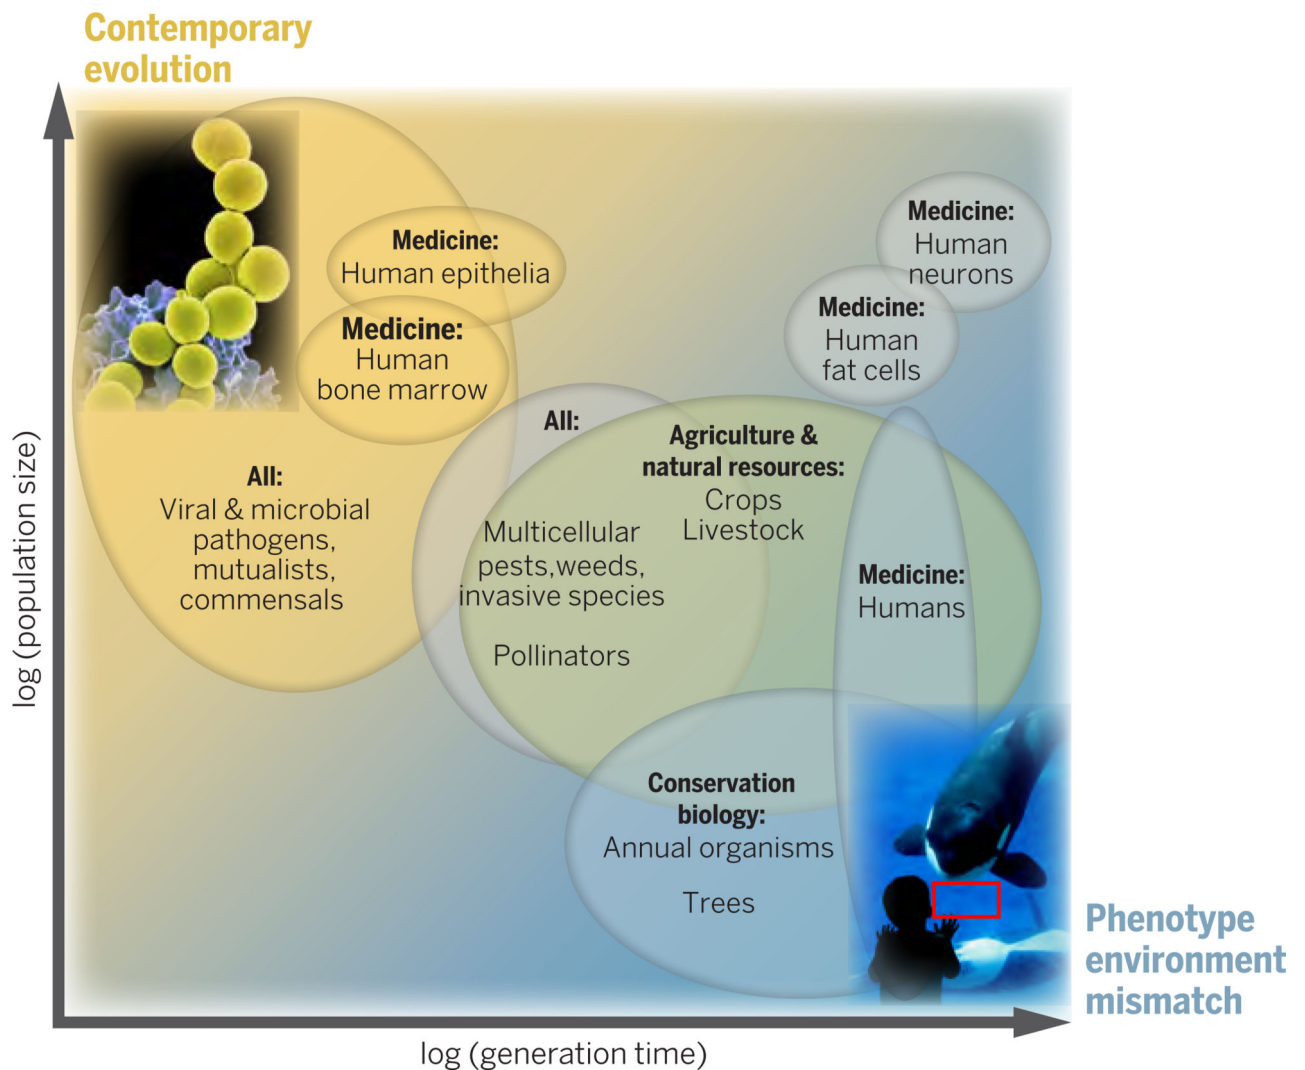 Contemporary
evolution
Medicine:
Human
neurons
Medicine:
Human epithelia
Medicine:
Human
fat cells
Medicine:
Human
bone marrow
All:
Agriculture &
natural resources:
Crops
Livestock
All:
Viral & microbial
pathogens,
mutualists,
commensals
Multicellular
pests,weeds,
invasive species
Pollinators
Medicine:
Humans
Conservation
biology:
Annual organisms
Trees
log (population size)
log (generation time)
Phenotype
environment
mismatch